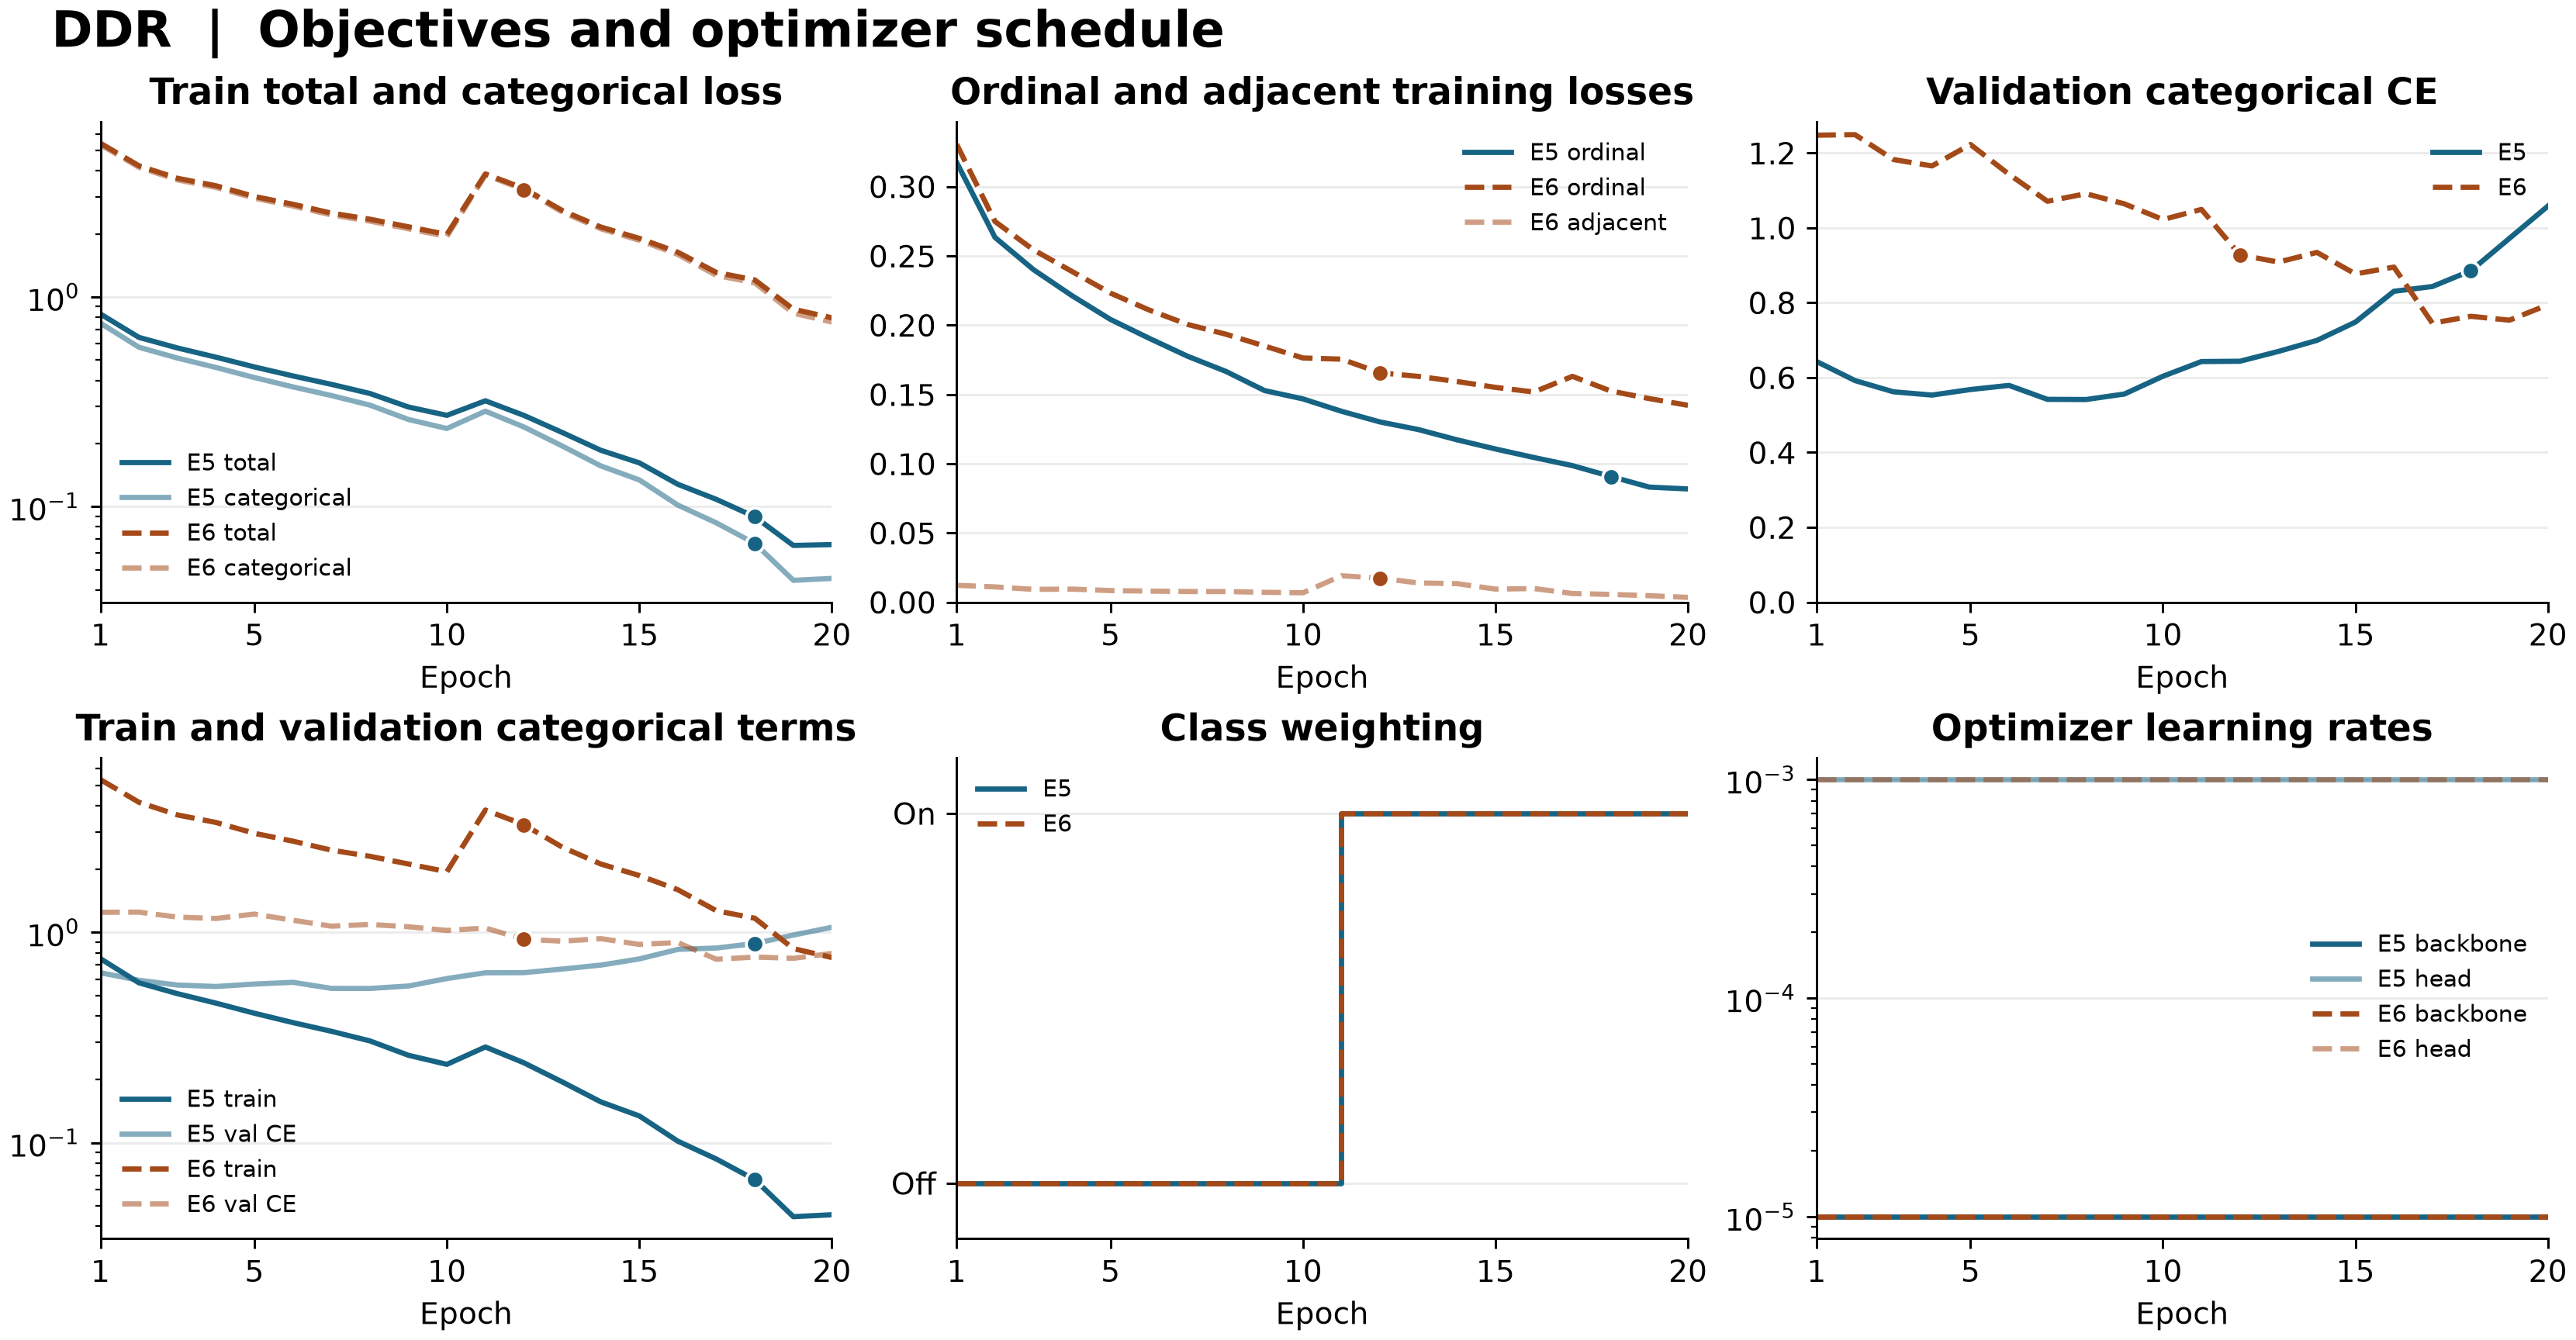 DDR | Objectives and optimizer schedule
Train total and categorical loss
10⁰
10⁻¹
E5 total
E5 categorical
E6 total
E6 categorical
1 5 10 15 20
Epoch
Ordinal and adjacent training losses
0.30
0.25
0.20
0.15
0.10
0.05
0.00
E5 ordinal
E6 ordinal
E6 adjacent
1 5 10 15 20
Epoch
Validation categorical CE
1.2
1.0
0.8
0.6
0.4
0.2
0.0
E5
E6
1 5 10 15 20
Epoch
Train and validation categorical terms
10⁰
10⁻¹
E5 train
E5 val CE
E6 train
E6 val CE
1 5 10 15 20
Epoch
Class weighting
On
Off
E5
E6
1 5 10 15 20
Epoch
Optimizer learning rates
10⁻³
10⁻⁴
10⁻⁵
E5 backbone
E5 head
E6 backbone
E6 head
1 5 10 15 20
Epoch